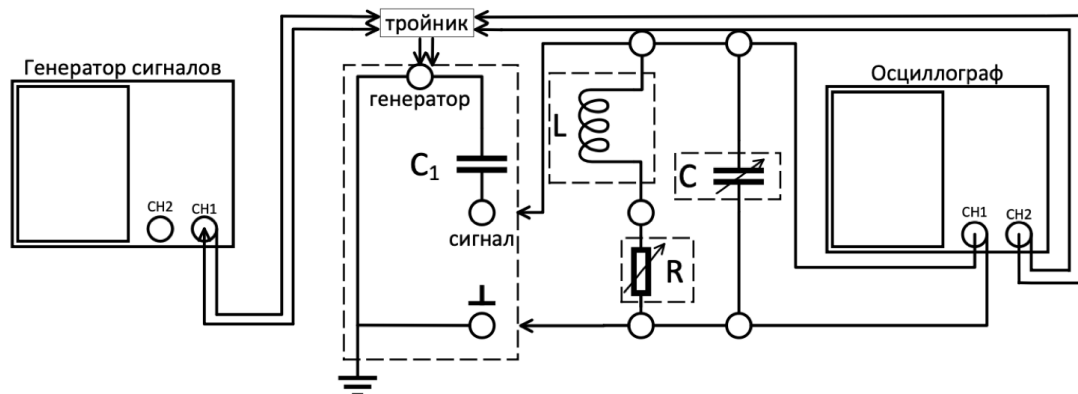 тройник
Генератор сигналов
Осциллограф
генератор
L
C₁
C
CH2
CH1
сигнал
R
CH1
CH2